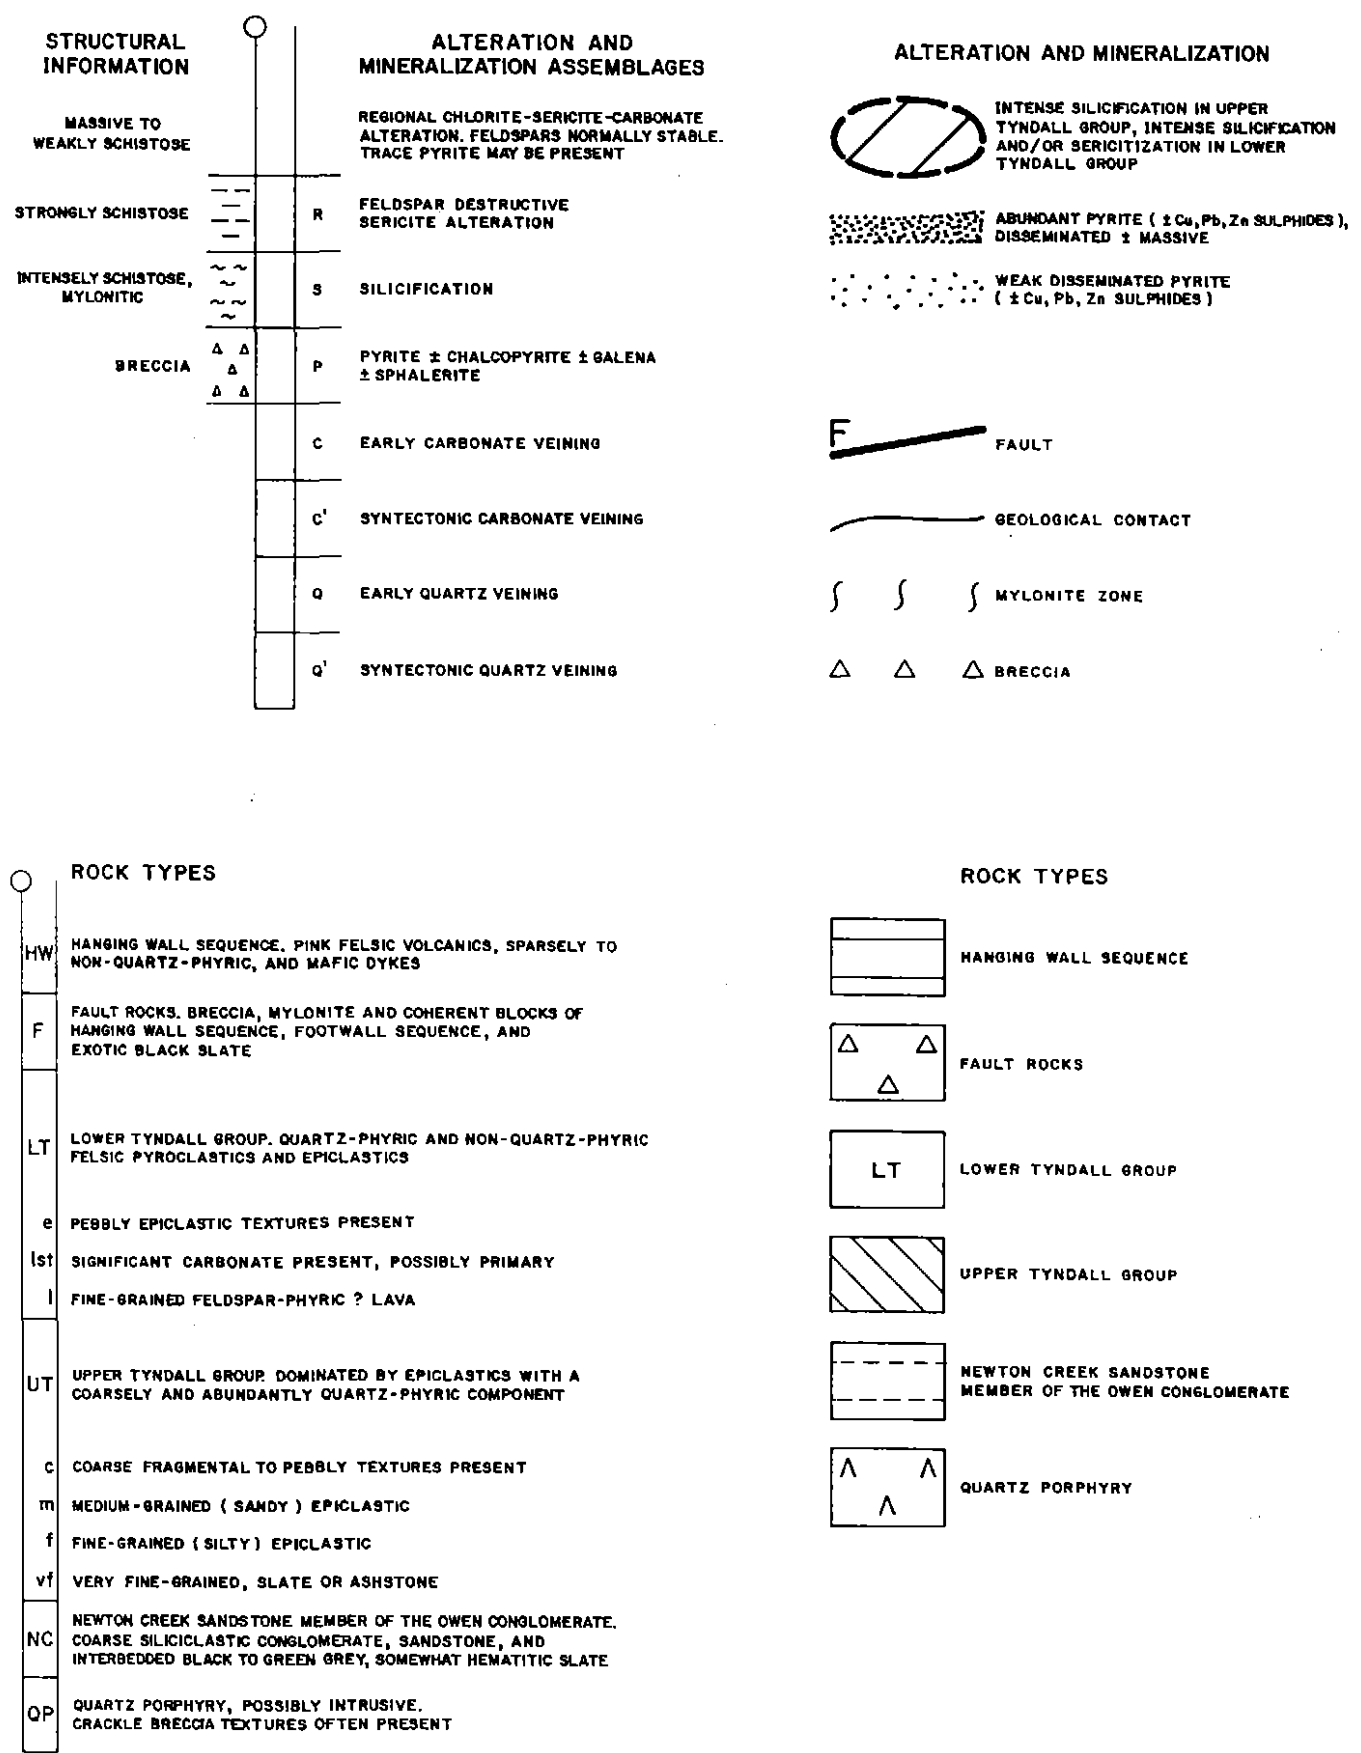 STRUCTURAL
INFORMATION
MASSIVE TO
WEAKLY SCHISTOSE
STRONGLY SCHISTOSE
INTENSELY SCHISTOSE,
MYLONITIC
BRECCIA
ALTERATION AND
MINERALIZATION ASSEMBLAGES
REGIONAL CHLORITE-SERICITE-CARBONATE
ALTERATION. FELDSPARS NORMALLY STABLE.
TRACE PYRITE MAY BE PRESENT
R FELDSPAR DESTRUCTIVE
SERICITE ALTERATION
S SILICIFICATION
P PYRITE ± CHALCOPYRITE ± GALENA
± SPHALERITE
C EARLY CARBONATE VEINING
C' SYNTECTONIC CARBONATE VEINING
Q EARLY QUARTZ VEINING
Q' SYNTECTONIC QUARTZ VEINING
ALTERATION AND MINERALIZATION
INTENSE SILICIFICATION IN UPPER
TYNDALL GROUP, INTENSE SILICIFICATION
AND/OR SERICITIZATION IN LOWER
TYNDALL GROUP
ABUNDANT PYRITE ( ± Cu, Pb, Zn SULPHIDES ),
DISSEMINATED ± MASSIVE
WEAK DISSEMINATED PYRITE
( ± Cu, Pb, Zn SULPHIDES )
F FAULT
GEOLOGICAL CONTACT
MYLONITE ZONE
BRECCIA
ROCK TYPES
HW HANGING WALL SEQUENCE. PINK FELSIC VOLCANICS, SPARSELY TO
NON-QUARTZ-PHYRIC, AND MAFIC DYKES
F FAULT ROCKS. BRECCIA, MYLONITE AND COHERENT BLOCKS OF
HANGING WALL SEQUENCE, FOOTWALL SEQUENCE, AND
EXOTIC BLACK SLATE
LT LOWER TYNDALL GROUP. QUARTZ-PHYRIC AND NON-QUARTZ-PHYRIC
FELSIC PYROCLASTICS AND EPICLASTICS
e PEBBLY EPICLASTIC TEXTURES PRESENT
lst SIGNIFICANT CARBONATE PRESENT, POSSIBLY PRIMARY
l FINE-GRAINED FELDSPAR-PHYRIC ? LAVA
UT UPPER TYNDALL GROUP. DOMINATED BY EPICLASTICS WITH A
COARSELY AND ABUNDANTLY QUARTZ-PHYRIC COMPONENT
c COARSE FRAGMENTAL TO PEBBLY TEXTURES PRESENT
m MEDIUM-GRAINED ( SANDY ) EPICLASTIC
f FINE-GRAINED ( SILTY ) EPICLASTIC
vf VERY FINE-GRAINED, SLATE OR ASHSTONE
NC NEWTON CREEK SANDSTONE MEMBER OF THE OWEN CONGLOMERATE.
COARSE SILICICLASTIC CONGLOMERATE, SANDSTONE, AND
INTERBEDDED BLACK TO GREEN GREY, SOMEWHAT HEMATITIC SLATE
QP QUARTZ PORPHYRY, POSSIBLY INTRUSIVE.
CRACKLE BRECCIA TEXTURES OFTEN PRESENT
ROCK TYPES
HANGING WALL SEQUENCE
FAULT ROCKS
LT LOWER TYNDALL GROUP
UPPER TYNDALL GROUP
NEWTON CREEK SANDSTONE
MEMBER OF THE OWEN CONGLOMERATE
QUARTZ PORPHYRY